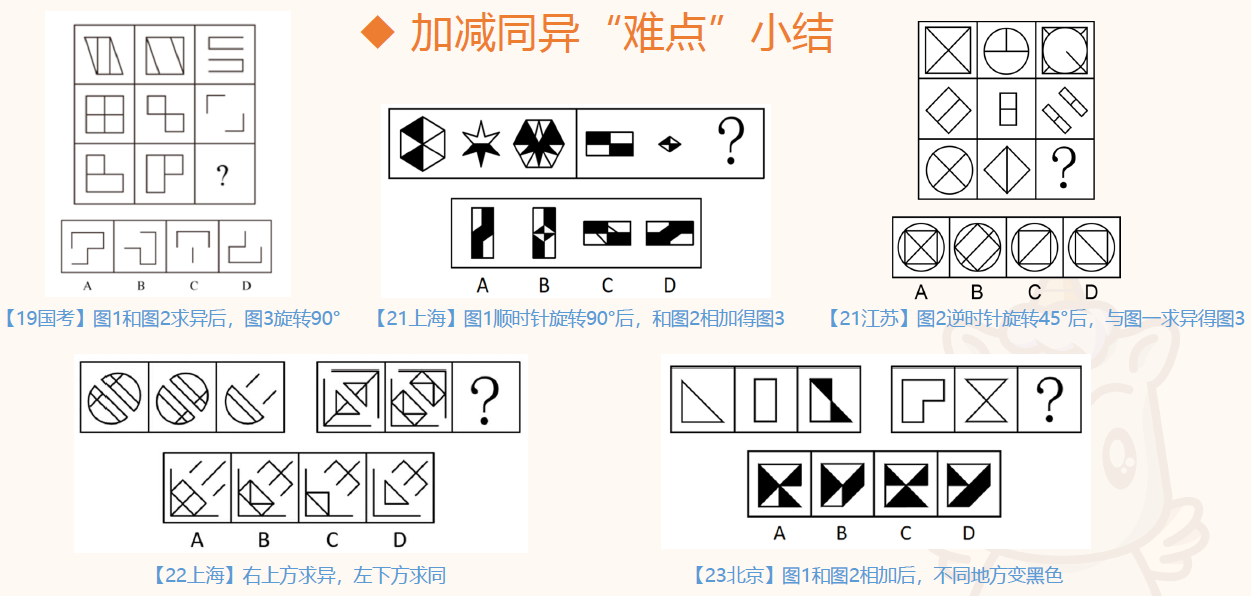 ◆ 加减同异“难点”小结
?
A B C D
【19国考】图1和图2求异后，图3旋转90°
?
A B C D
【21上海】图1顺时针旋转90°后，和图2相加得图3
?
A B C D
【21江苏】图2逆时针旋转45°后，与图一求异得图3
?
A B C D
【22上海】右上方求异，左下方求同
?
A B C D
【23北京】图1和图2相加后，不同地方变黑色